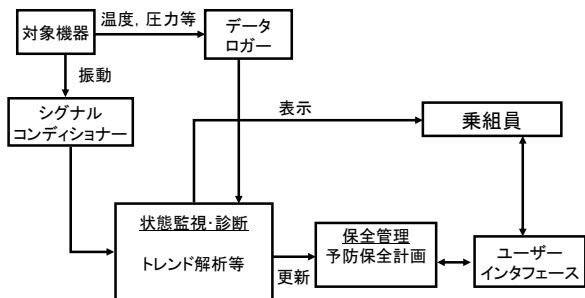 対象機器
温度，圧力等
データ
ロガー
振動
シグナル
コンディショナー
表示
乗組員
状態監視・診断
トレンド解析等
更新
保全管理
予防保全計画
ユーザー
インタフェース